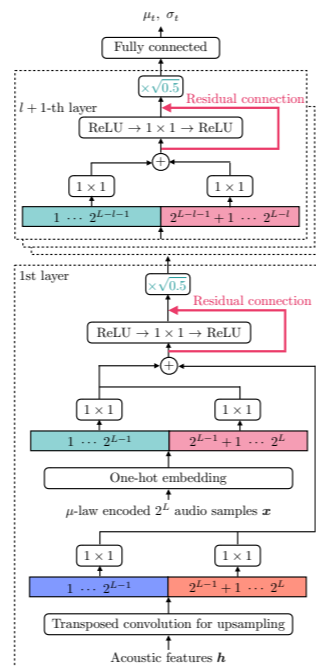 μ_t, σ_t
Fully connected
×√0.5
l + 1-th layer
Residual connection
ReLU → 1 × 1 → ReLU
+
1 × 1 1 × 1
1 ⋯ 2^{L−l−1} 2^{L−l−1} + 1 ⋯ 2^{L−l}
1st layer
×√0.5
Residual connection
ReLU → 1 × 1 → ReLU
+
1 × 1 1 × 1
1 ⋯ 2^{L−1} 2^{L−1} + 1 ⋯ 2^L
One-hot embedding
μ-law encoded 2^L audio samples x
1 × 1 1 × 1
1 ⋯ 2^{L−1} 2^{L−1} + 1 ⋯ 2^L
Transposed convolution for upsampling
Acoustic features h